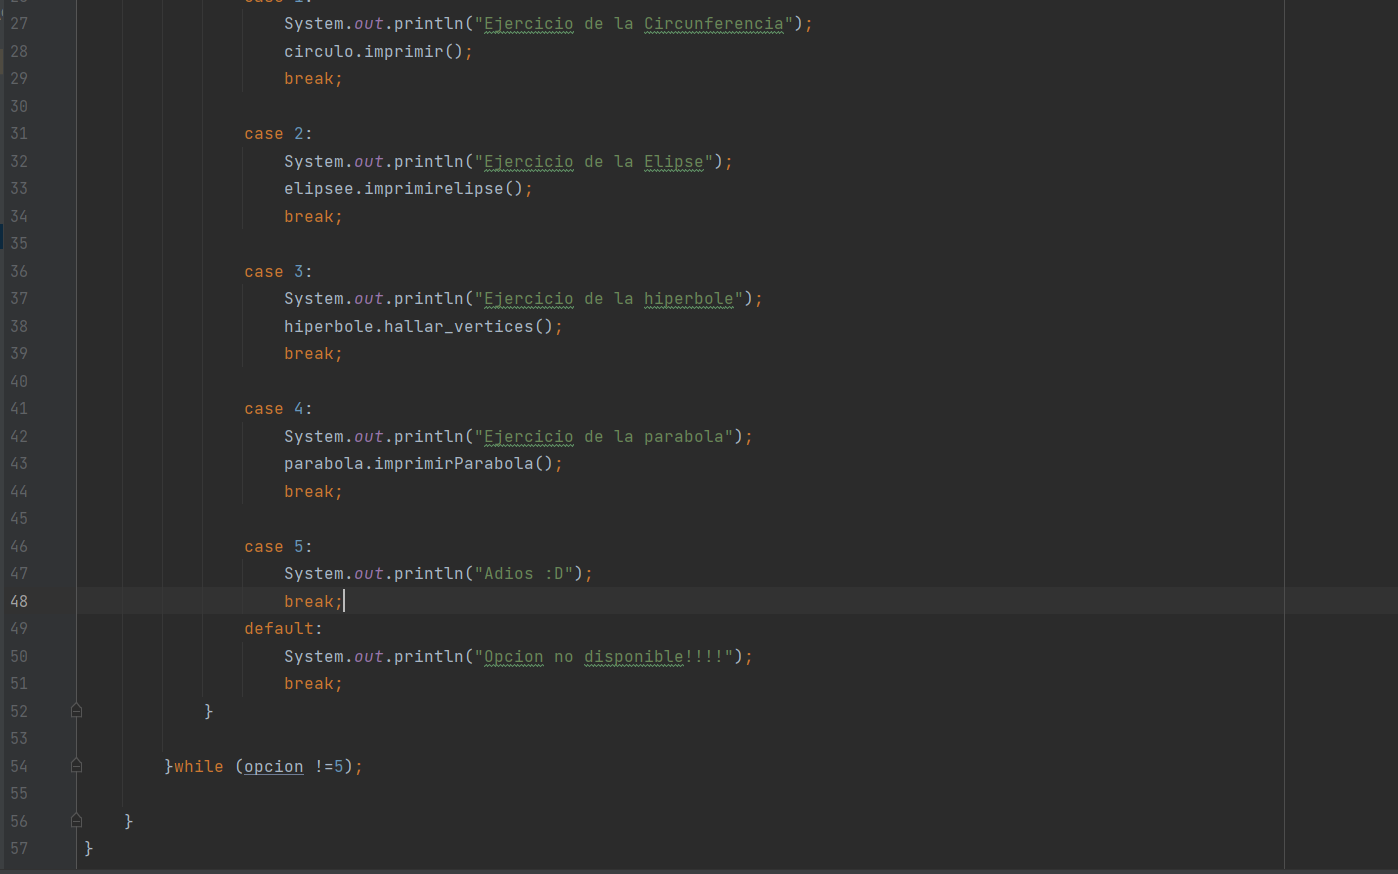 26 case 1:
27 System.out.println("Ejercicio de la Circunferencia");
28 circulo.imprimir();
29 break;
30
31 case 2:
32 System.out.println("Ejercicio de la Elipse");
33 elipsee.imprimirelipse();
34 break;
35
36 case 3:
37 System.out.println("Ejercicio de la hiperbole");
38 hiperbole.hallar_vertices();
39 break;
40
41 case 4:
42 System.out.println("Ejercicio de la parabola");
43 parabola.imprimirParabola();
44 break;
45
46 case 5:
47 System.out.println("Adios :D");
48 break;
49 default:
50 System.out.println("Opcion no disponible!!!!");
51 break;
52 }
53
54 }while (opcion !=5);
55
56 }
57 }